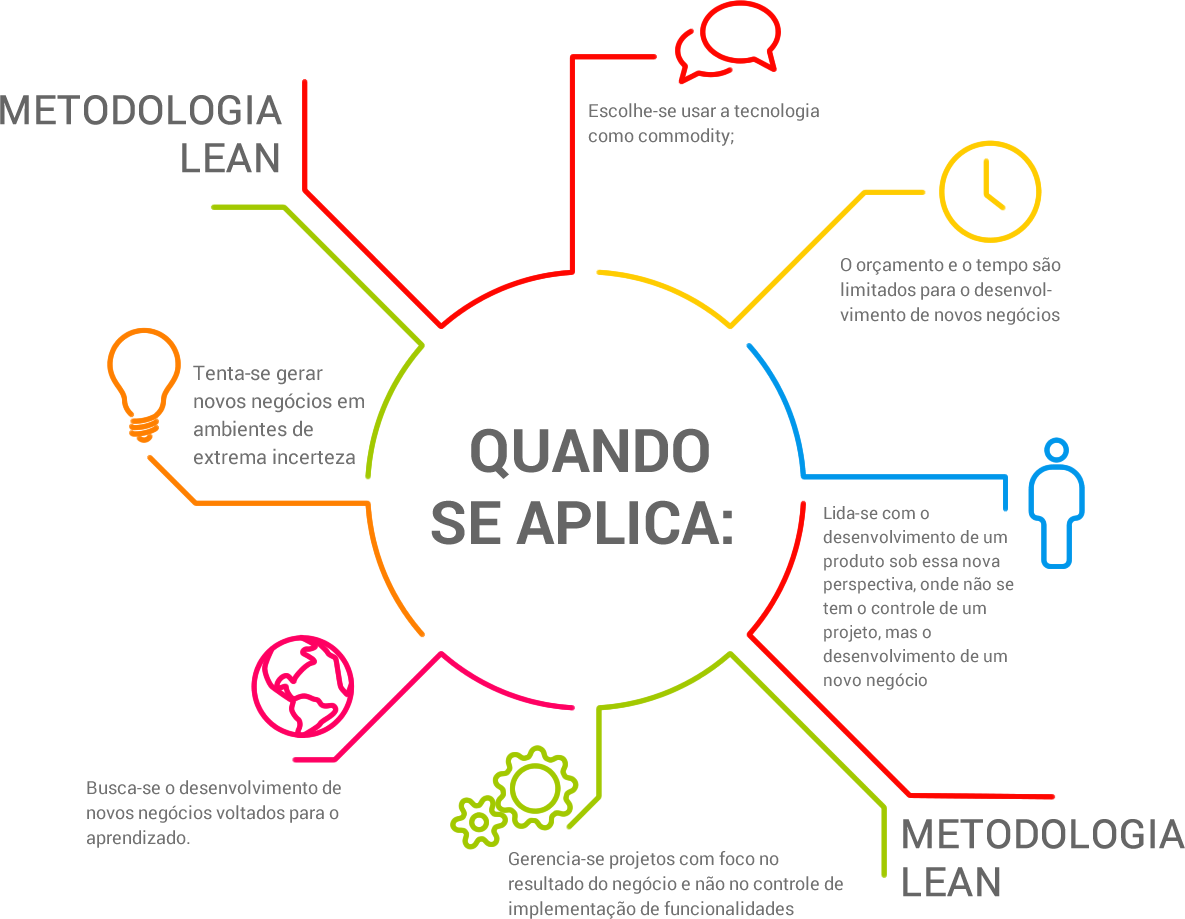 METODOLOGIA
LEAN
Escolhe-se usar a tecnologia
como commodity;
O orçamento e o tempo são
limitados para o desenvol-
vimento de novos negócios
Tenta-se gerar
novos negócios em
ambientes de
extrema incerteza
QUANDO
SE APLICA:
Lida-se com o
desenvolvimento de um
produto sob essa nova
perspectiva, onde não se
tem o controle de um
projeto, mas o
desenvolvimento de um
novo negócio
Busca-se o desenvolvimento de
novos negócios voltados para o
aprendizado.
Gerencia-se projetos com foco no
resultado do negócio e não no controle de
implementação de funcionalidades
METODOLOGIA
LEAN